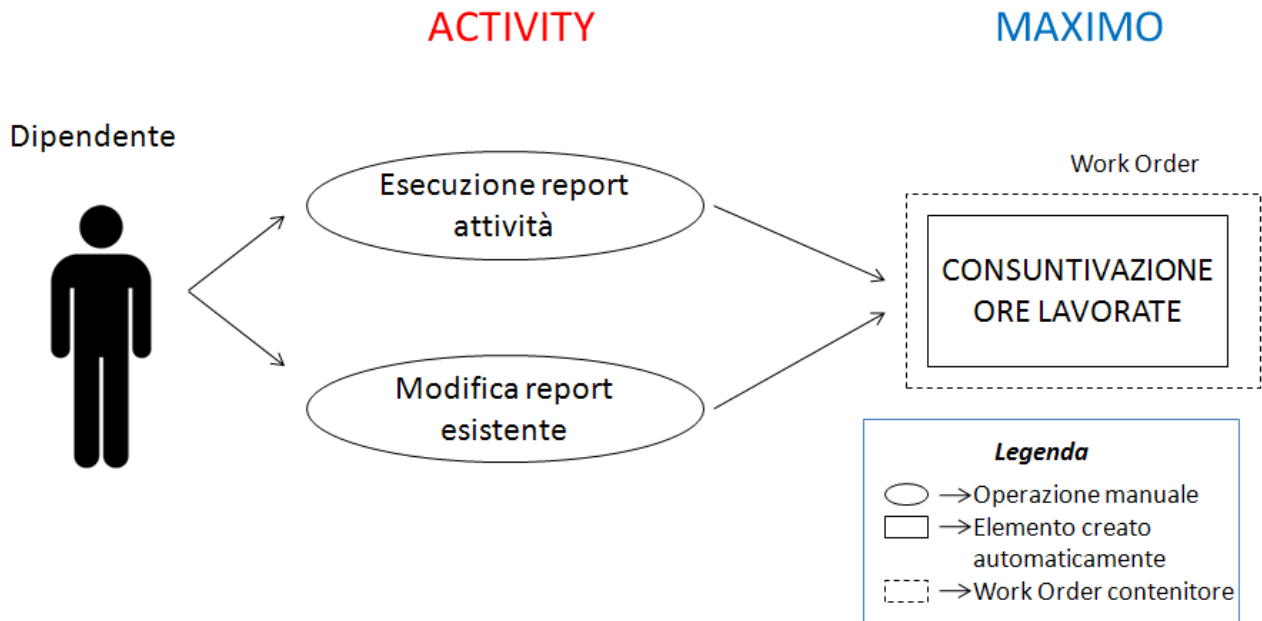 ACTIVITY
MAXIMO
Dipendente
Esecuzione report
attività
Work Order
CONSUNTIVAZIONE
ORE LAVORATE
Modifica report
esistente
Legenda
Operazione manuale
Elemento creato
automaticamente
Work Order contenitore